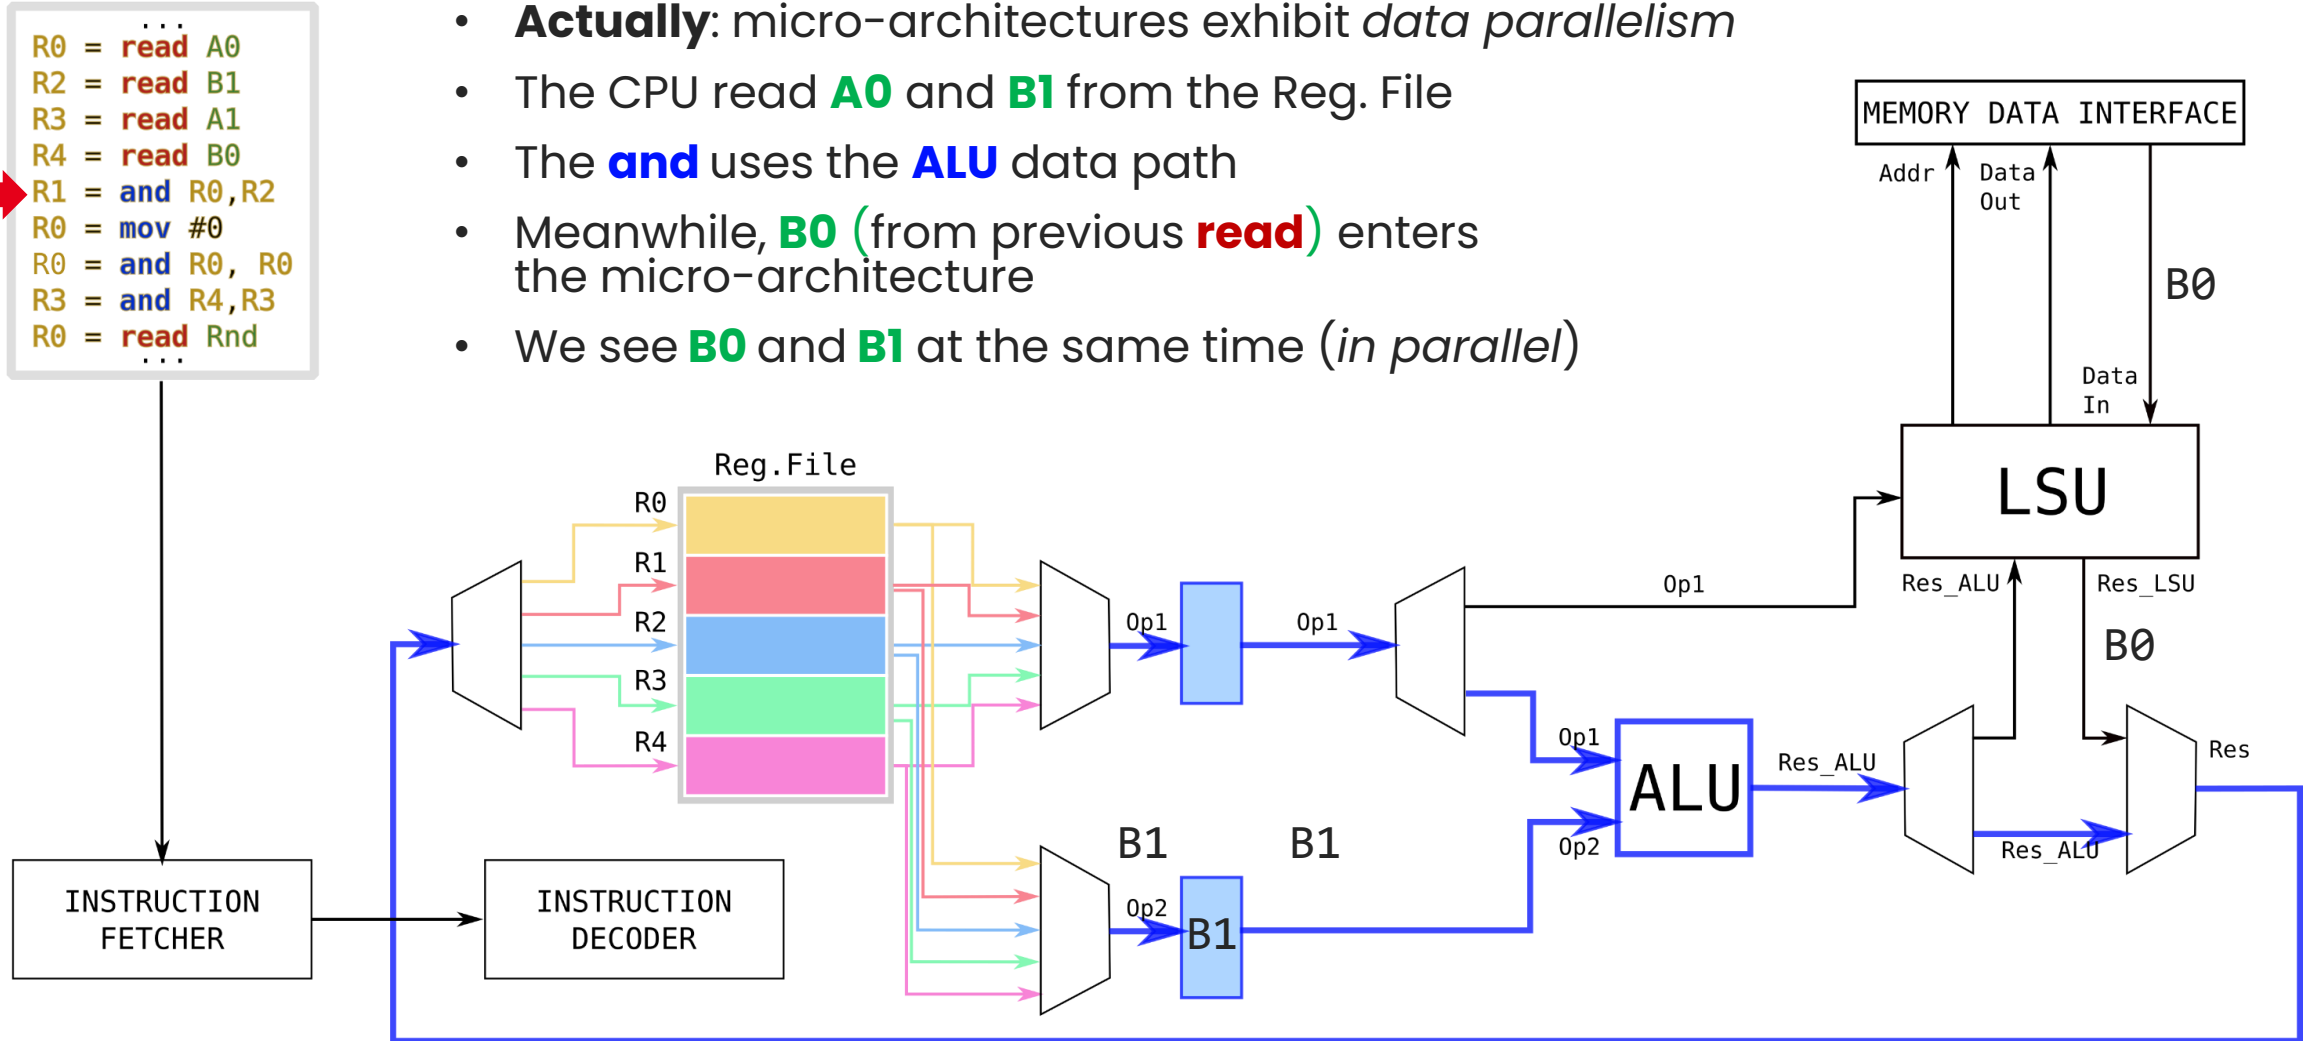 ...
R0 = read A0
R2 = read B1
R3 = read A1
R4 = read B0
R1 = and R0,R2
R0 = mov #0
R0 = and R0, R0
R3 = and R4,R3
R0 = read Rnd
...
• Actually: micro-architectures exhibit data parallelism
• The CPU read A0 and B1 from the Reg. File
• The and uses the ALU data path
• Meanwhile, B0 (from previous read) enters
the micro-architecture
• We see B0 and B1 at the same time (in parallel)
MEMORY DATA INTERFACE
Addr
Data
Out
B0
Data
In
LSU
Reg.File
R0
R1
R2
R3
R4
Op1
Op1
Op1
Res_ALU
Res_LSU
B0
Op1
ALU
Op2
Res_ALU
Res_ALU
Res
B1
B1
Op2
B1
INSTRUCTION
FETCHER
INSTRUCTION
DECODER